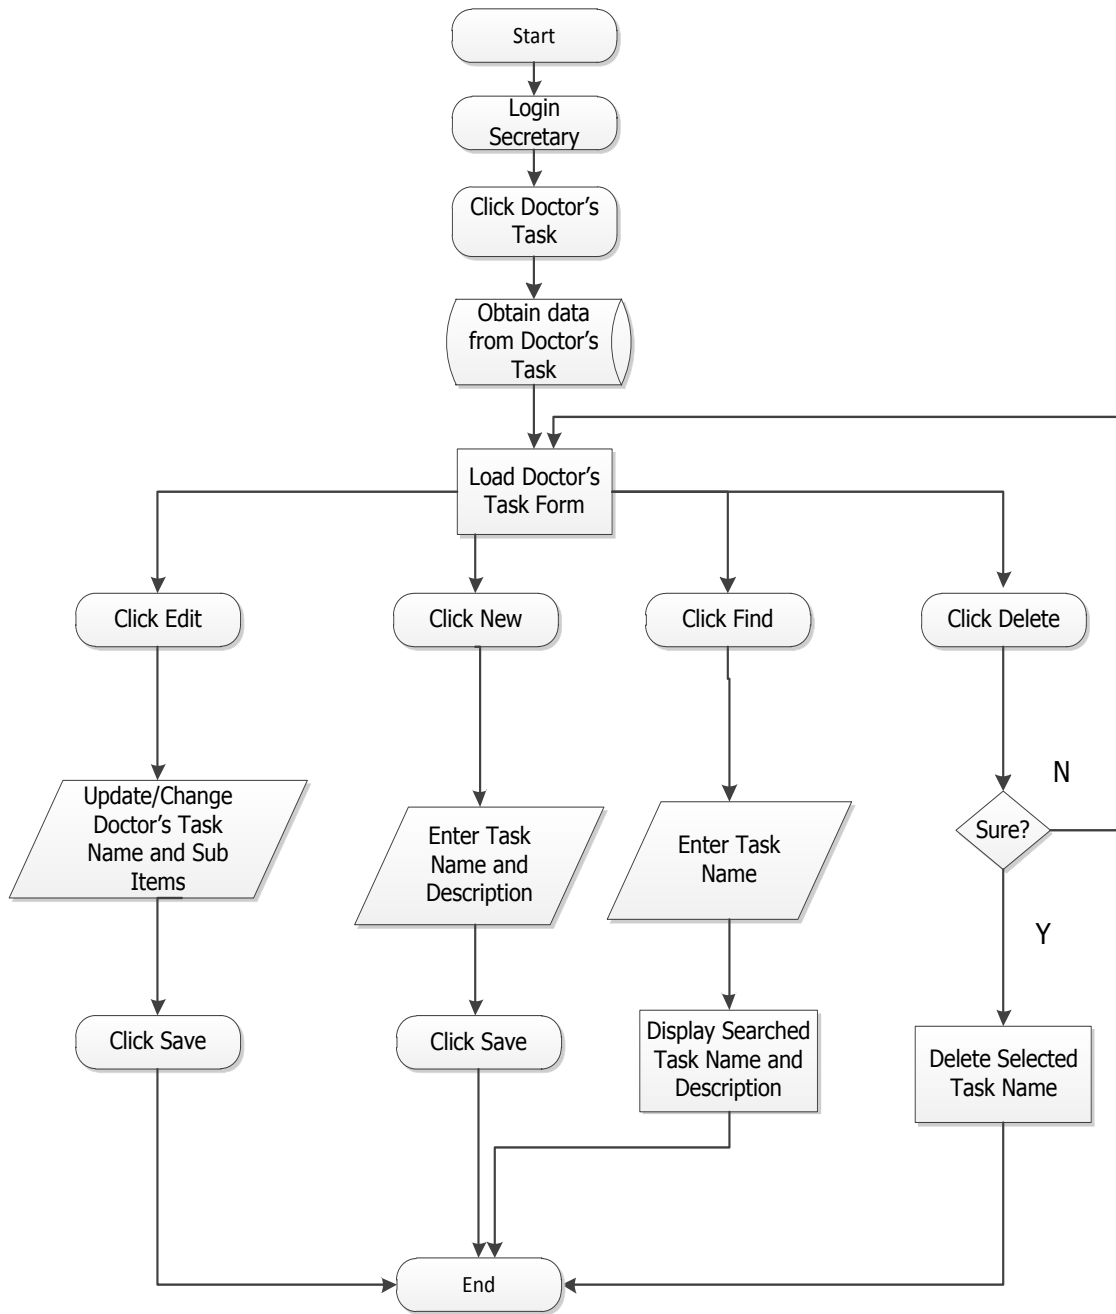 Start
Login
Secretary
Click Doctor's
Task
Obtain data
from Doctor's
Task
Load Doctor's
Task Form
Click Edit
Click New
Click Find
Click Delete
Update/Change
Doctor's Task
Name and Sub
Items
Enter Task
Name and
Description
Enter Task
Name
N
Sure?
Y
Click Save
Click Save
Display Searched
Task Name and
Description
Delete Selected
Task Name
End